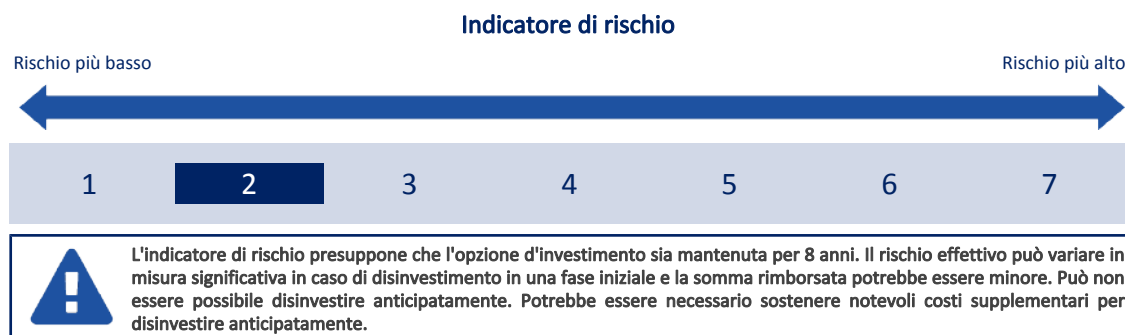 Indicatore di rischio
Rischio più basso Rischio più alto
1 2 3 4 5 6 7
L'indicatore di rischio presuppone che l'opzione d'investimento sia mantenuta per 8 anni. Il rischio effettivo può variare in
misura significativa in caso di disinvestimento in una fase iniziale e la somma rimborsata potrebbe essere minore. Può non
essere possibile disinvestire anticipatamente. Potrebbe essere necessario sostenere notevoli costi supplementari per
disinvestire anticipatamente.